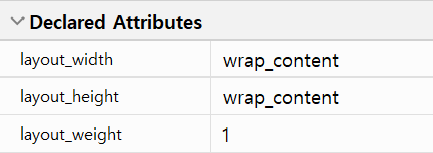 Declared Attributes
layout_width wrap_content
layout_height wrap_content
layout_weight 1